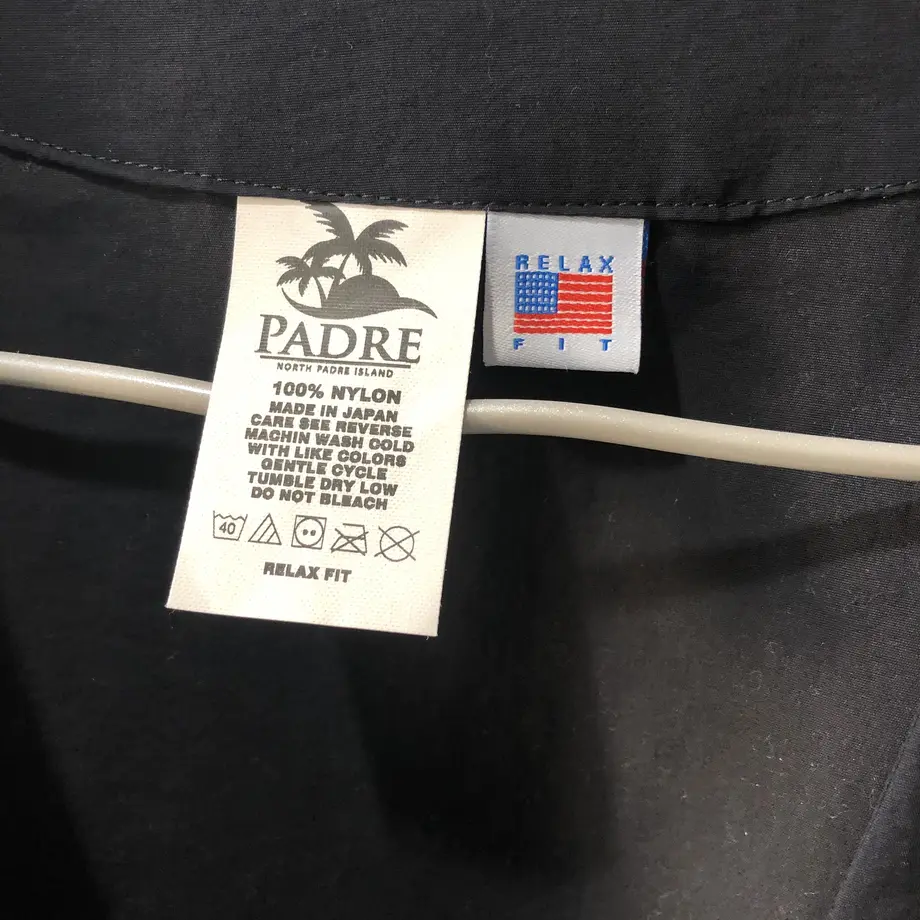 PADRE
NORTH PADRE ISLAND
100% NYLON
MADE IN JAPAN
CARE SEE REVERSE
MACHIN WASH COLD
WITH LIKE COLORS
GENTLE CYCLE
TUMBLE DRY LOW
DO NOT BLEACH
40
RELAX FIT
RELAX
FIT